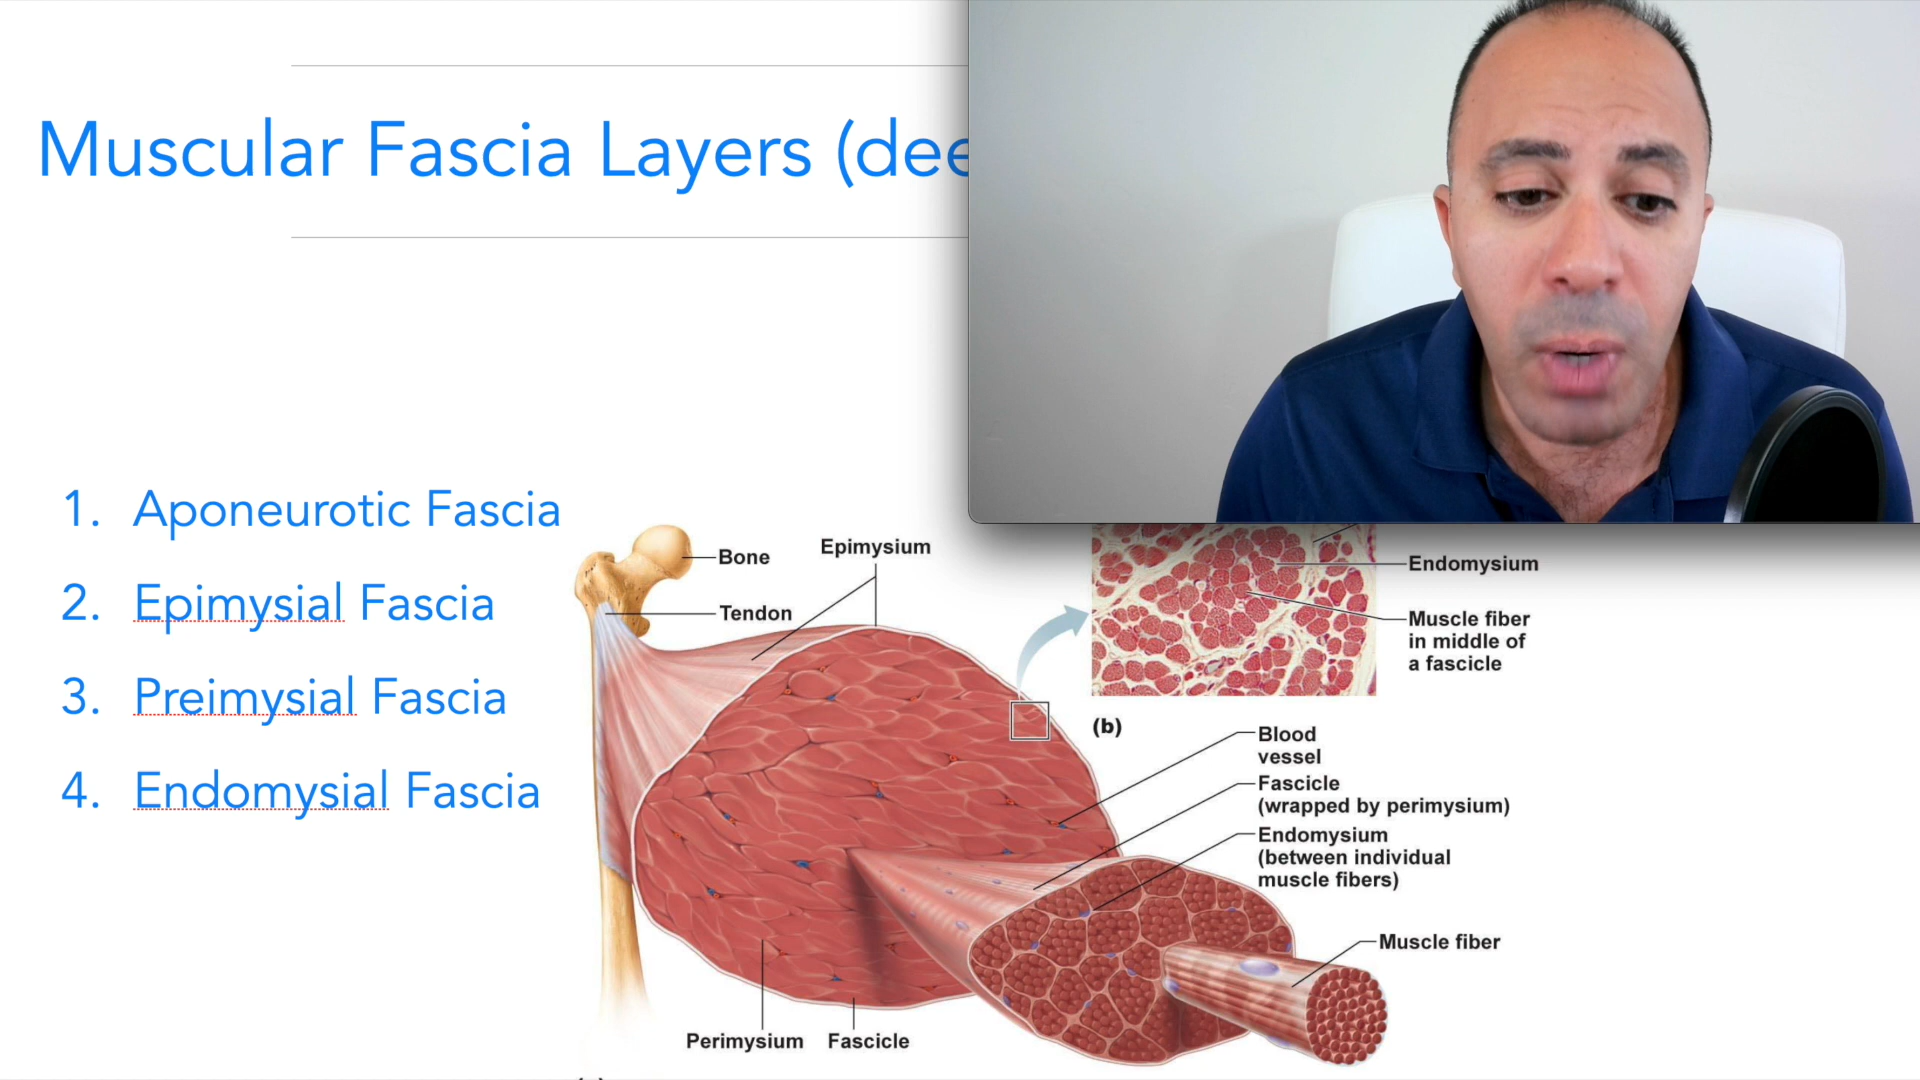 Muscular Fascia Layers (dee
1. Aponeurotic Fascia
2. Epimysial Fascia
3. Preimysial Fascia
4. Endomysial Fascia
Bone
Epimysium
Tendon
Endomysium
Muscle fiber
in middle of
a fascicle
(b)
Blood
vessel
Fascicle
(wrapped by perimysium)
Endomysium
(between individual
muscle fibers)
Muscle fiber
Perimysium
Fascicle